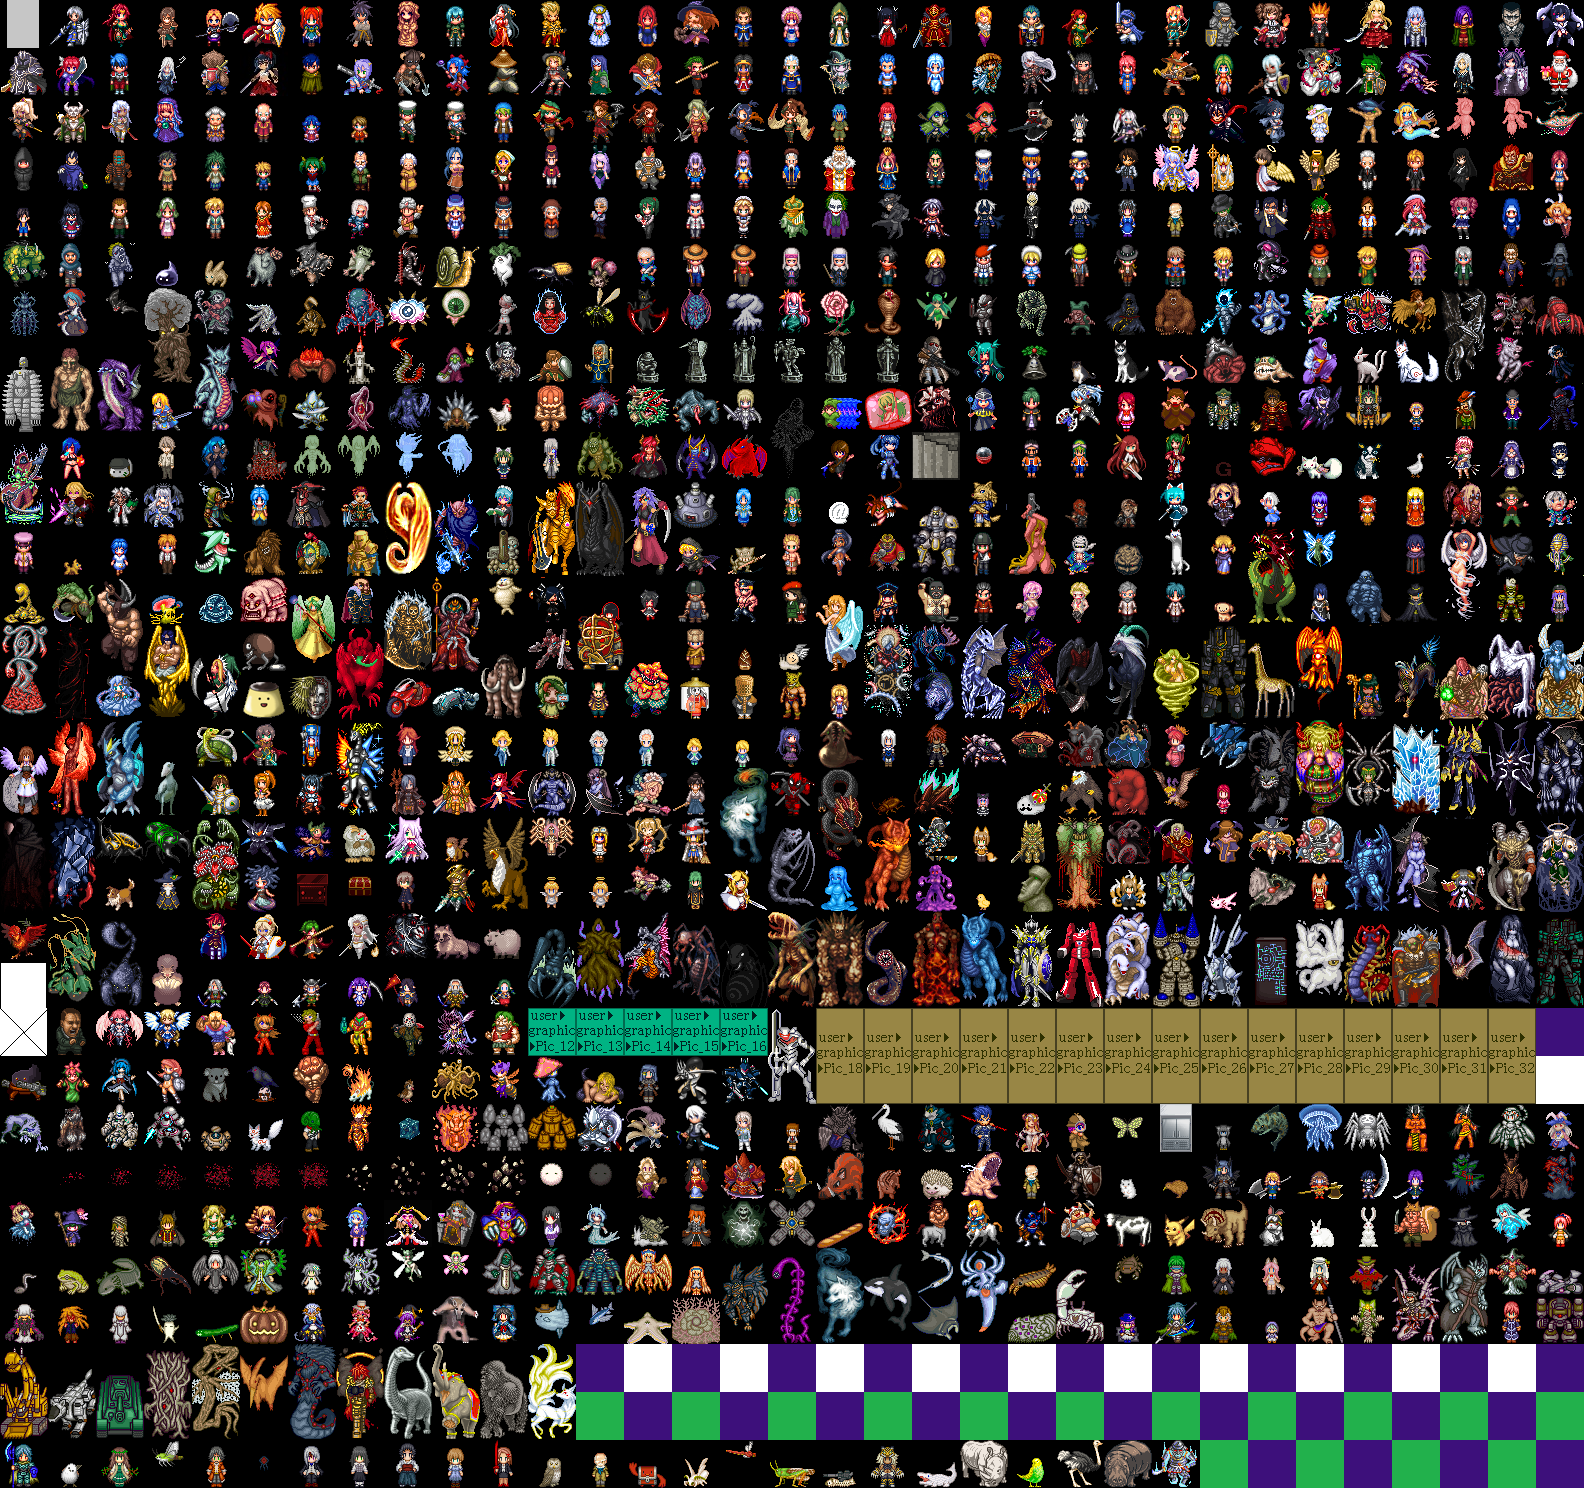 G
@
user▶
graphic
▶Pic_12
user▶
graphic
▶Pic_13
user▶
graphic
▶Pic_14
user▶
graphic
▶Pic_15
user▶
graphic
▶Pic_16
user▶
graphic
▶Pic_18
user▶
graphic
▶Pic_19
user▶
graphic
▶Pic_20
user▶
graphic
▶Pic_21
user▶
graphic
▶Pic_22
user▶
graphic
▶Pic_23
user▶
graphic
▶Pic_24
user▶
graphic
▶Pic_25
user▶
graphic
▶Pic_26
user▶
graphic
▶Pic_27
user▶
graphic
▶Pic_28
user▶
graphic
▶Pic_29
user▶
graphic
▶Pic_30
user▶
graphic
▶Pic_31
user▶
graphic
▶Pic_32